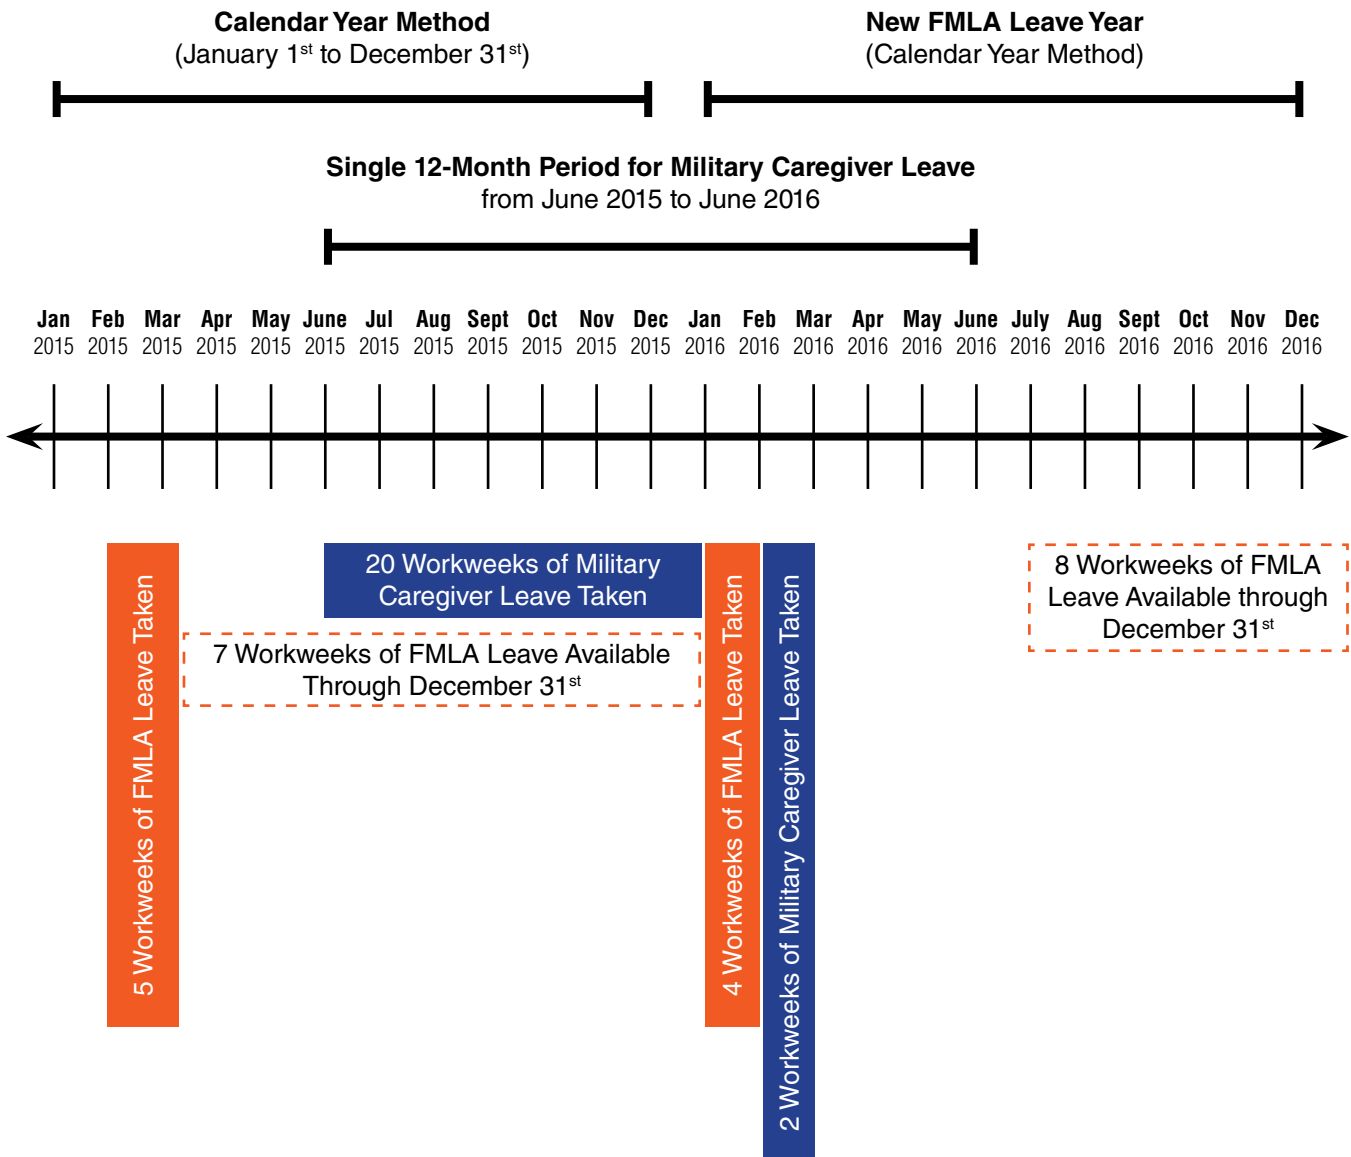 Calendar Year Method
(January 1st to December 31st)
New FMLA Leave Year
(Calendar Year Method)
Single 12-Month Period for Military Caregiver Leave
from June 2015 to June 2016
Jan Feb Mar Apr May June Jul Aug Sept Oct Nov Dec Jan Feb Mar Apr May June July Aug Sept Oct Nov Dec
2015 2015 2015 2015 2015 2015 2015 2015 2015 2015 2015 2015 2016 2016 2016 2016 2016 2016 2016 2016 2016 2016 2016 2016
5 Workweeks of FMLA Leave Taken
20 Workweeks of Military
Caregiver Leave Taken
7 Workweeks of FMLA Leave Available
Through December 31st
4 Workweeks of FMLA Leave Taken
2 Workweeks of Military Caregiver Leave Taken
8 Workweeks of FMLA
Leave Available through
December 31st